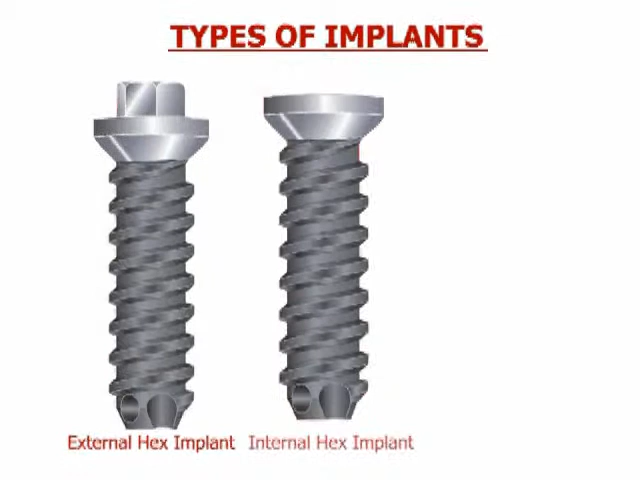 TYPES OF IMPLANTS
External Hex Implant
Internal Hex Implant